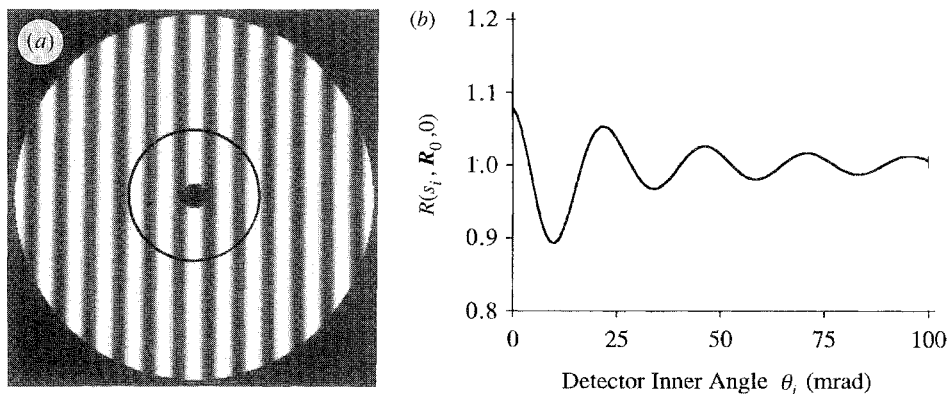 (a)
(b)
1.2
1.1
1.0
0.9
0.8
R(s_i, R_0, 0)
0
25
50
75
100
Detector Inner Angle θ_i (mrad)